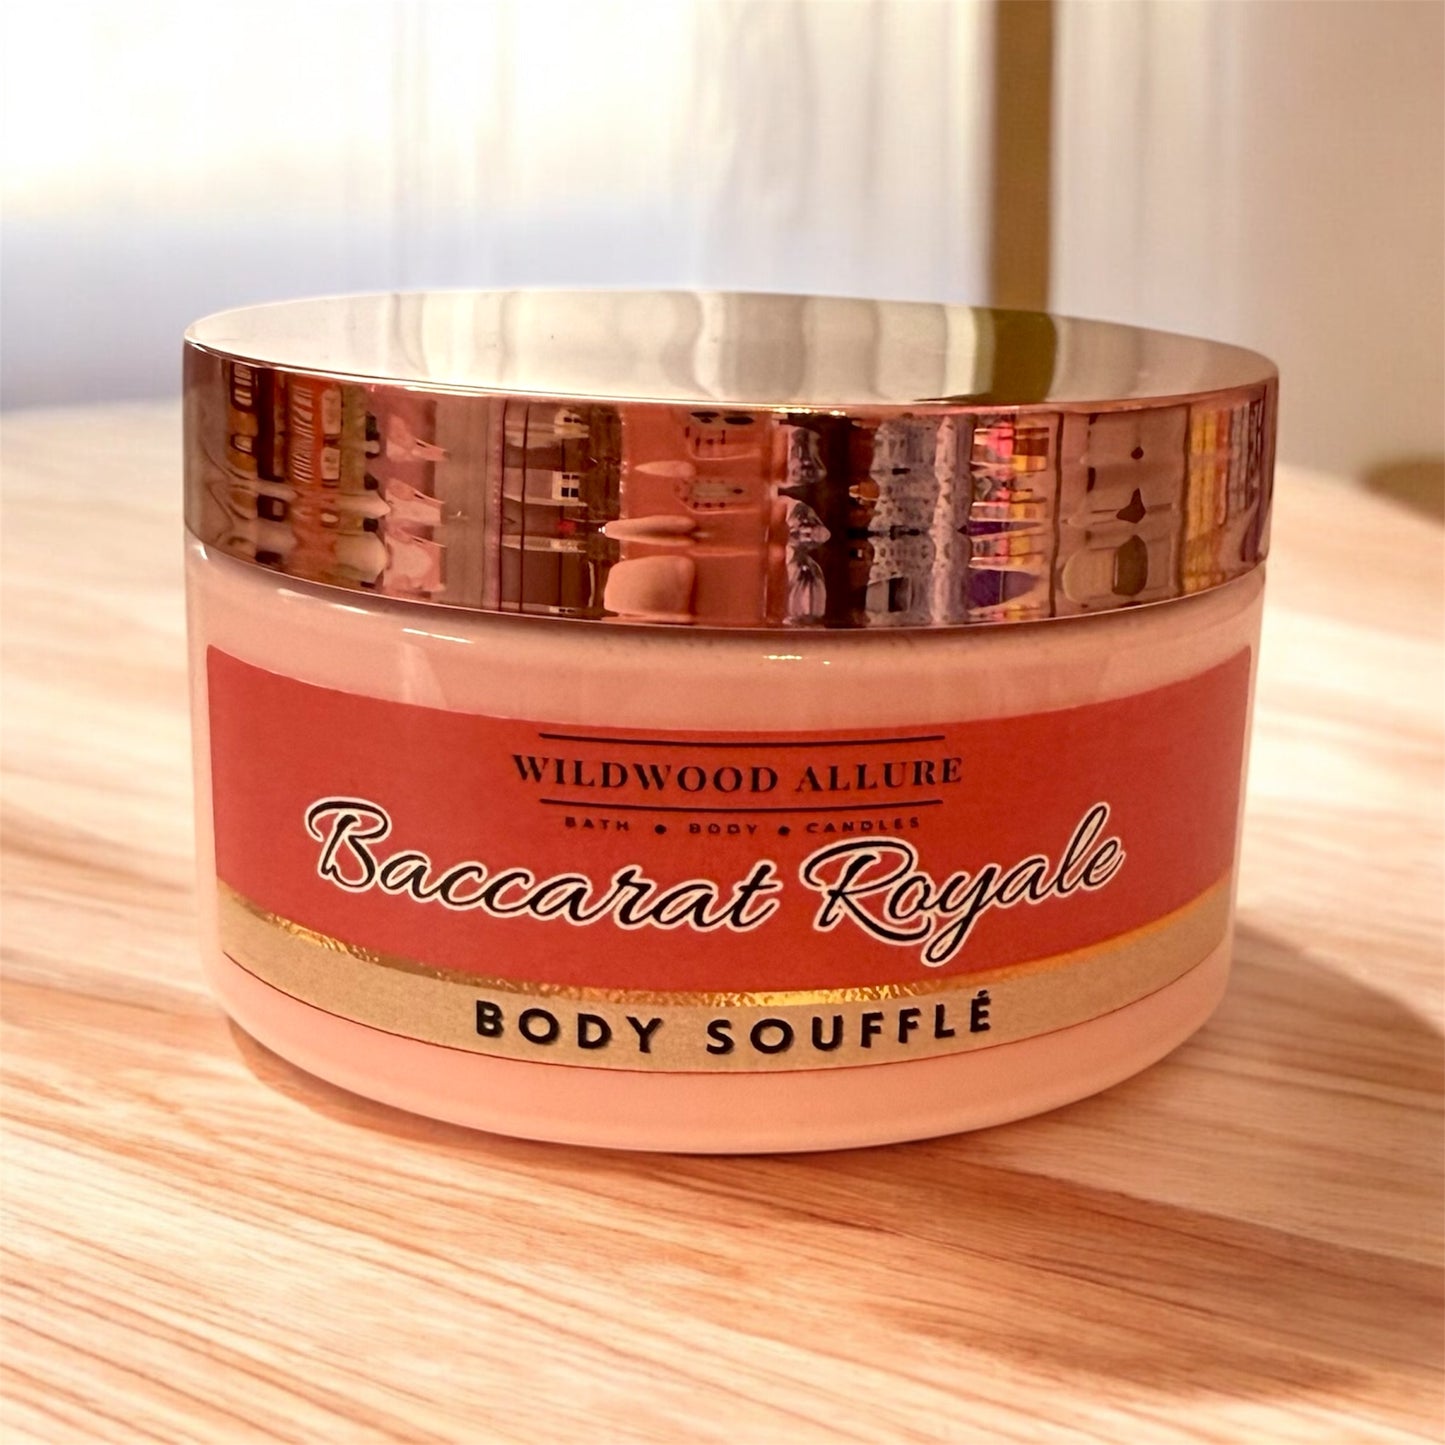 WILDWOOD ALLURE
BATH • BODY • CANDLES
Baccarat Royale
BODY SOUFFLÉ